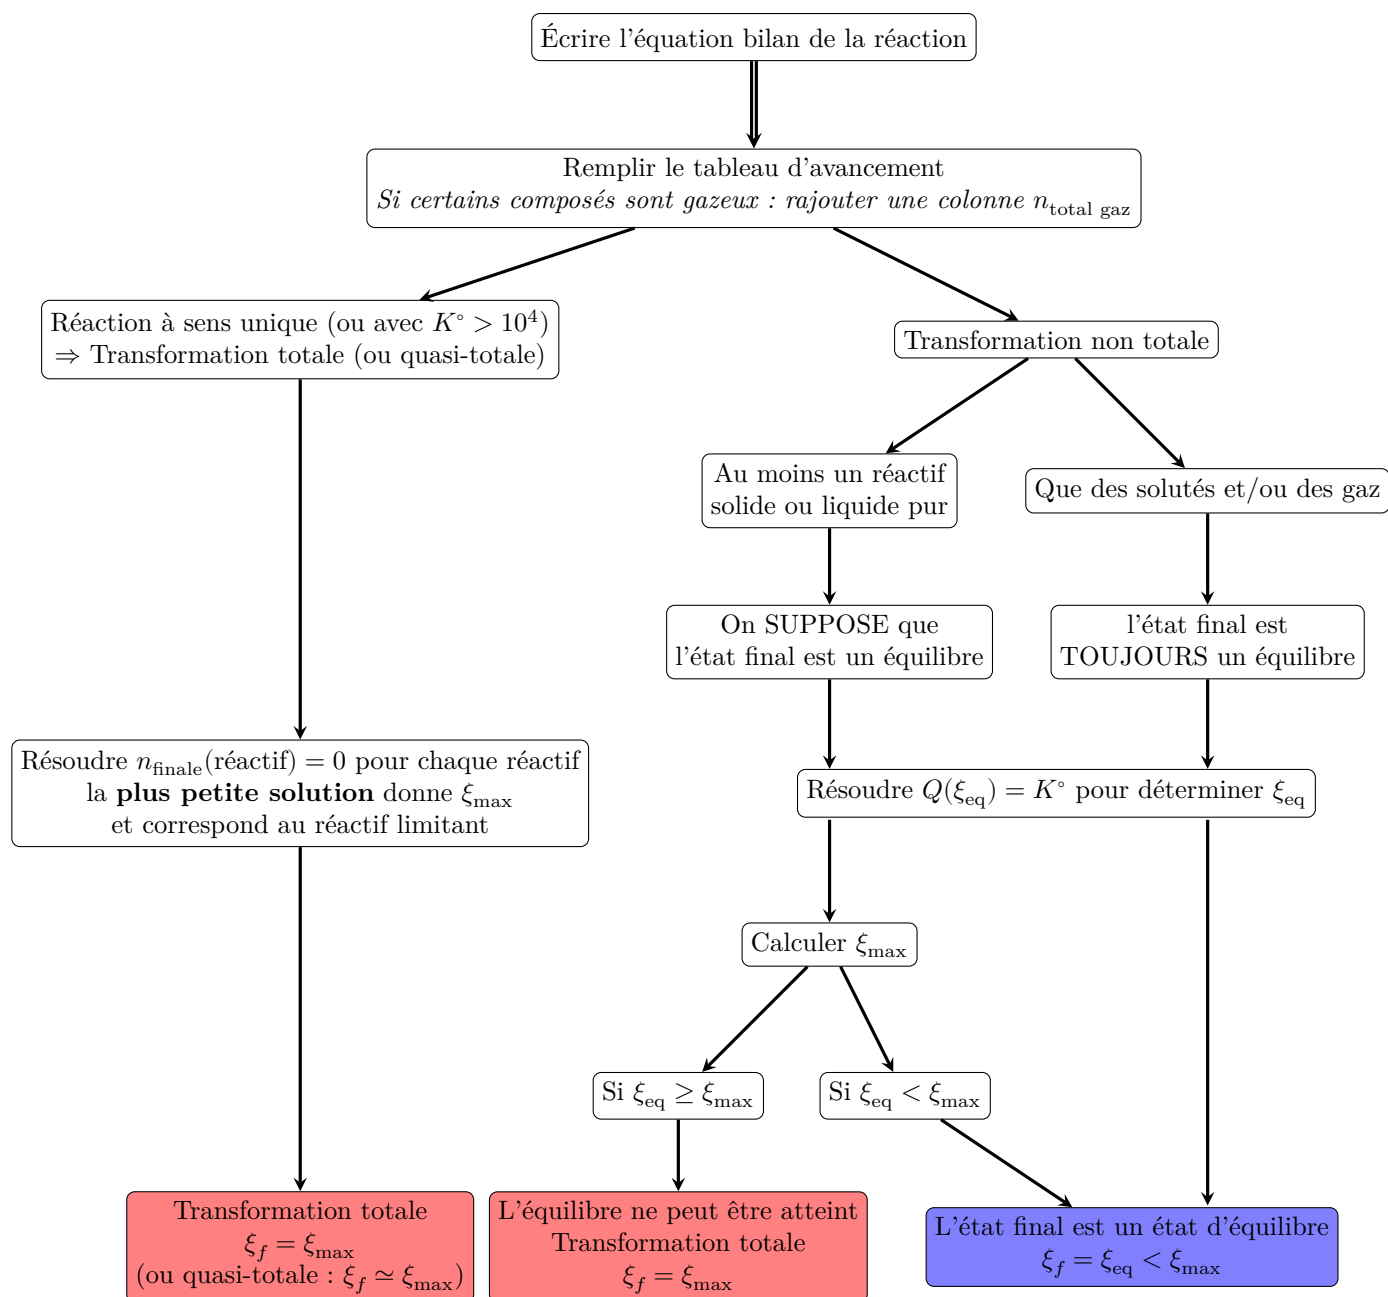 Écrire l'équation bilan de la réaction
Remplir le tableau d'avancement
Si certains composés sont gazeux : rajouter une colonne n_total gaz
Réaction à sens unique (ou avec K° > 10⁴)
⇒ Transformation totale (ou quasi-totale)
Transformation non totale
Au moins un réactif
solide ou liquide pur
Que des solutés et/ou des gaz
On SUPPOSE que
l'état final est un équilibre
l'état final est
TOUJOURS un équilibre
Résoudre n_finale(réactif) = 0 pour chaque réactif
la plus petite solution donne ξ_max
et correspond au réactif limitant
Résoudre Q(ξ_eq) = K° pour déterminer ξ_eq
Calculer ξ_max
Si ξ_eq ≥ ξ_max
Si ξ_eq < ξ_max
Transformation totale
ξ_f = ξ_max
(ou quasi-totale : ξ_f ≃ ξ_max)
L'équilibre ne peut être atteint
Transformation totale
ξ_f = ξ_max
L'état final est un état d'équilibre
ξ_f = ξ_eq < ξ_max